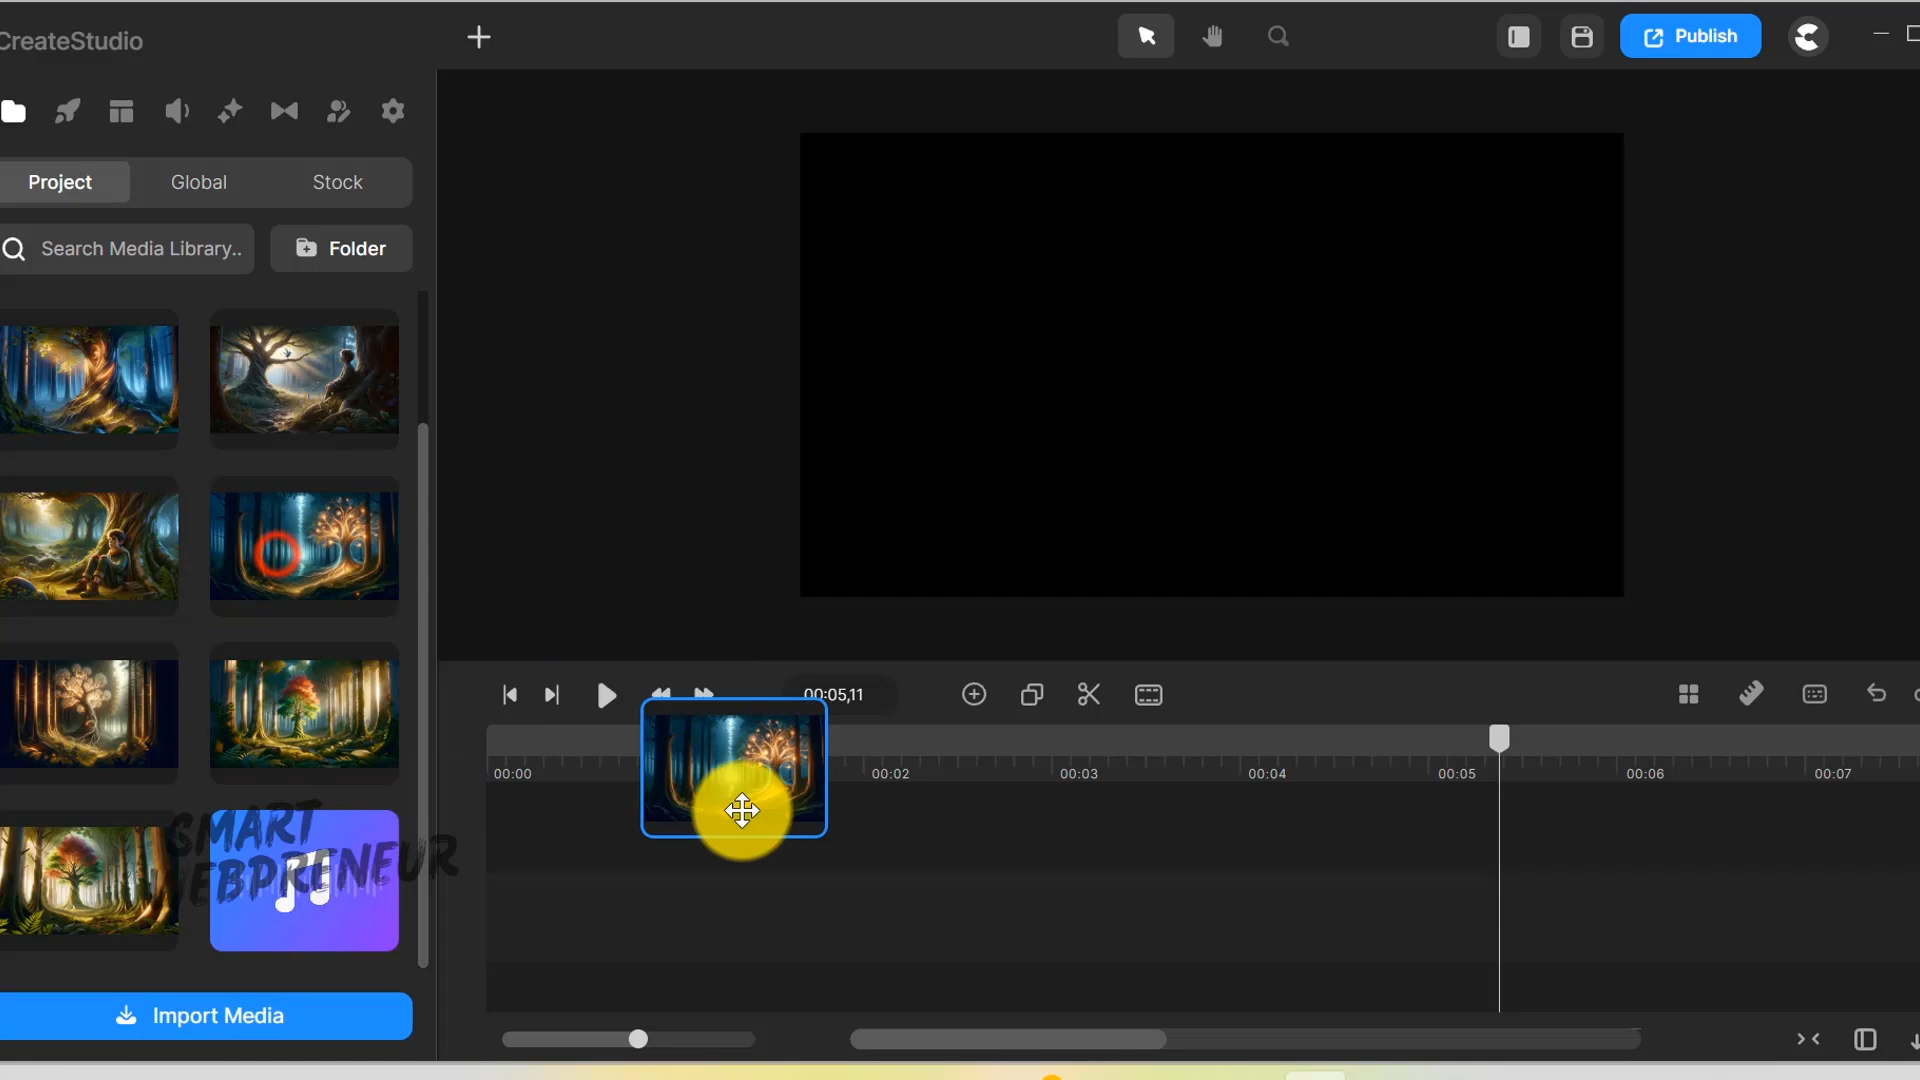 CreateStudio
Publish
Project
Global
Stock
Search Media Library..
Folder
00:05,11
00:00
00:02
00:03
00:04
00:05
00:06
00:07
SMART
WEBPRENEUR
Import Media